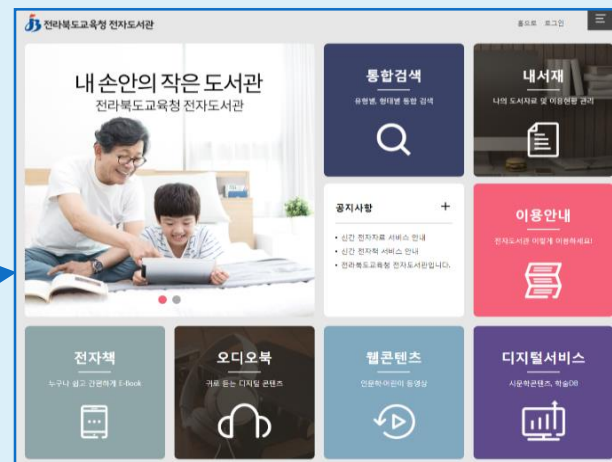 전라북도교육청 전자도서관
홈으로 로그인
내 손안의 작은 도서관
전라북도교육청 전자도서관
통합검색
유형별, 형태별 통합 검색
내서재
나의 도서자료 및 이용현황 관리
공지사항 +
• 신간 전자자료 서비스 안내
• 신간 전자책 서비스 안내
• 전라북도교육청 전자도서관입니다.
이용안내
전자도서관 이렇게 이용하세요!
전자책
누구나 쉽고 간편하게 E-Book
오디오북
귀로 듣는 디지털 콘텐츠
웹콘텐츠
인문학·어린이 동영상
디지털서비스
시문학콘텐츠, 학술DB